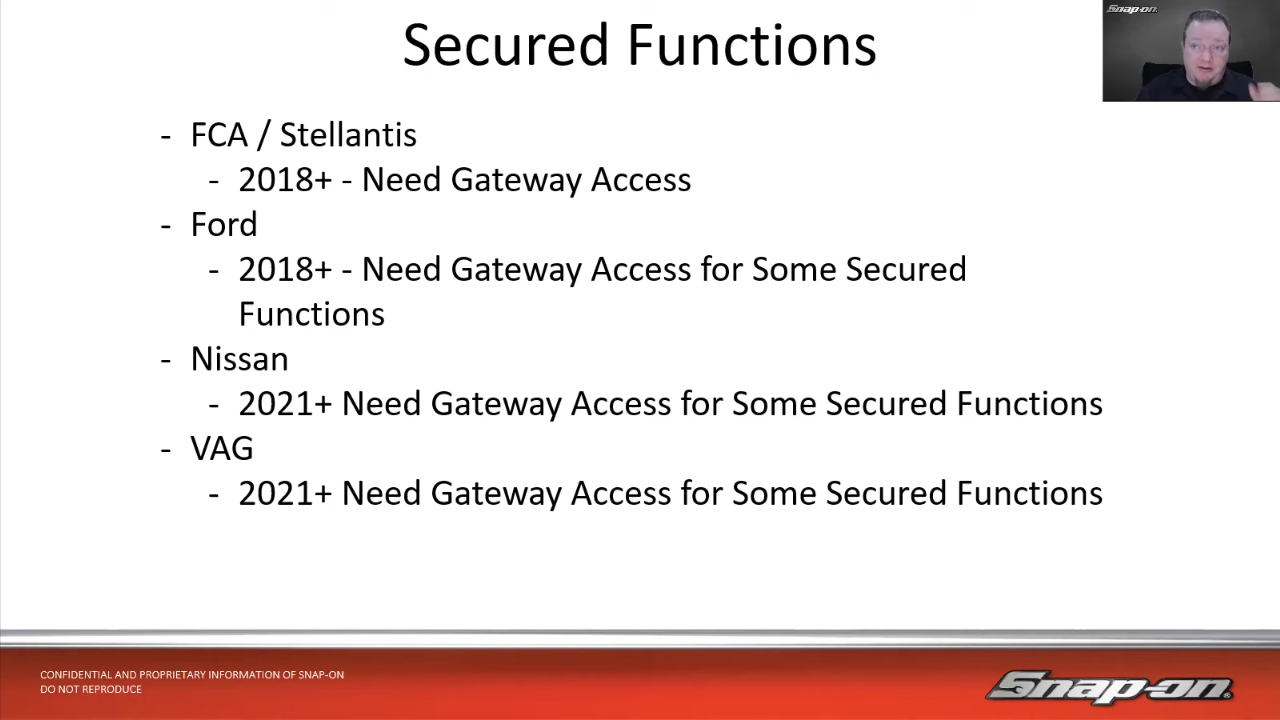 Secured Functions
Snap-on
- FCA / Stellantis
- 2018+ - Need Gateway Access
- Ford
- 2018+ - Need Gateway Access for Some Secured
Functions
- Nissan
- 2021+ Need Gateway Access for Some Secured Functions
- VAG
- 2021+ Need Gateway Access for Some Secured Functions
CONFIDENTIAL AND PROPRIETARY INFORMATION OF SNAP-ON
DO NOT REPRODUCE
Snap-on